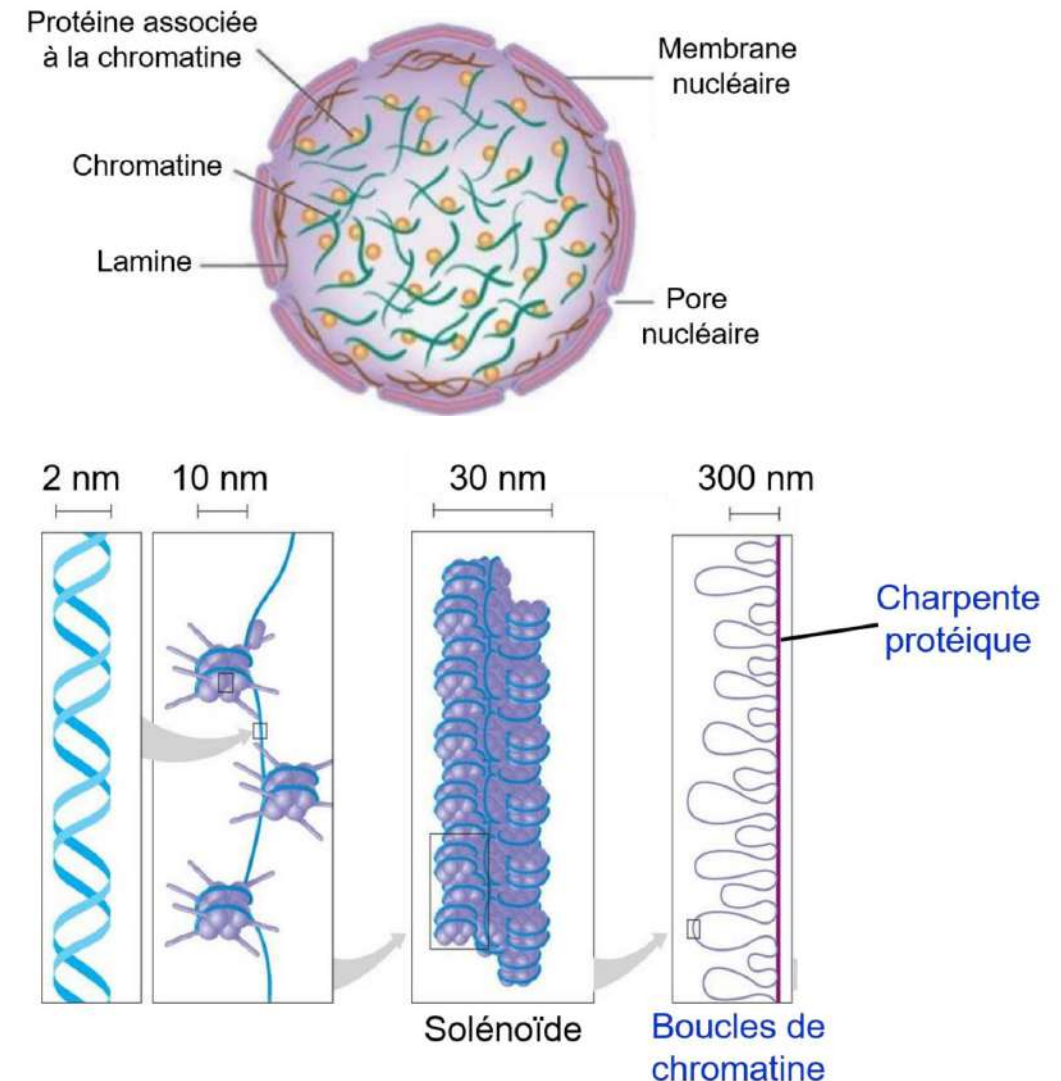 Protéine associée
à la chromatine
Membrane
nucléaire
Chromatine
Lamine
Pore
nucléaire
2 nm
10 nm
30 nm
300 nm
Charpente
protéique
Solénoïde
Boucles de
chromatine